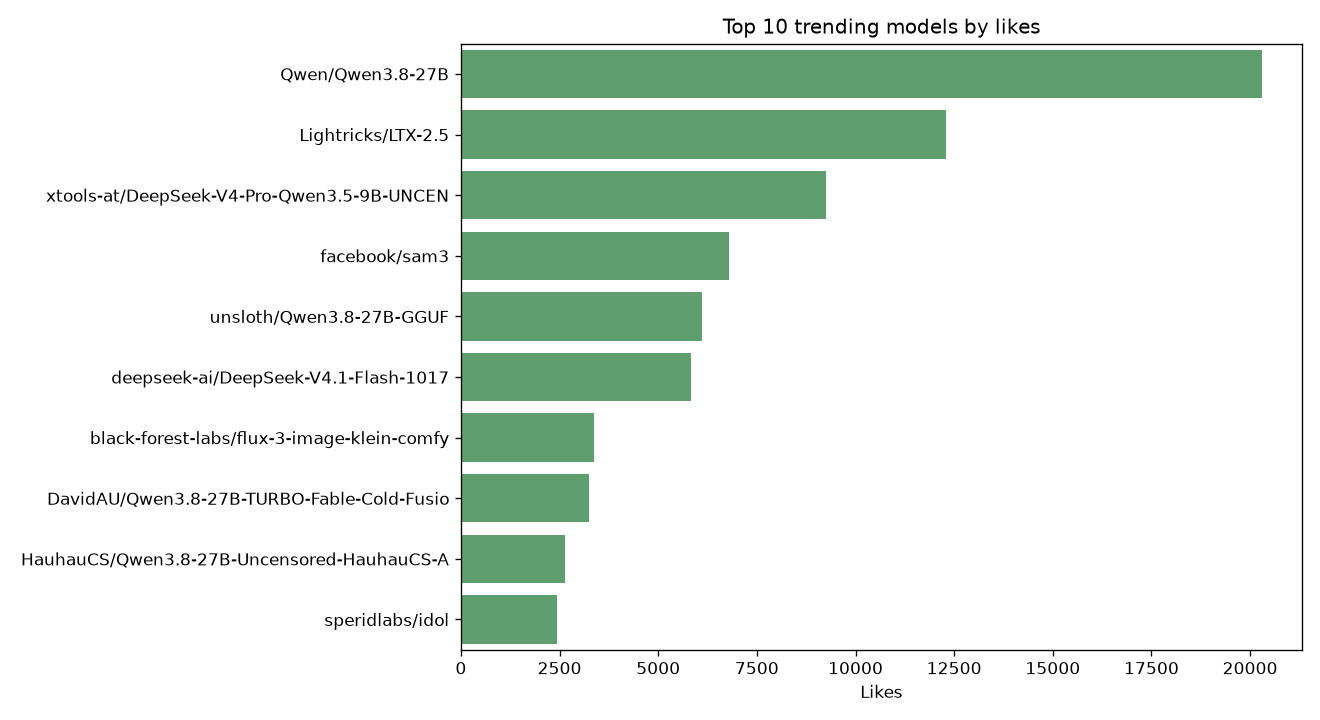 Top 10 trending models by likes
Qwen/Qwen3.8-27B
Lightricks/LTX-2.5
xtools-at/DeepSeek-V4-Pro-Qwen3.5-9B-UNCEN
facebook/sam3
unsloth/Qwen3.8-27B-GGUF
deepseek-ai/DeepSeek-V4.1-Flash-1017
black-forest-labs/flux-3-image-klein-comfy
DavidAU/Qwen3.8-27B-TURBO-Fable-Cold-Fusio
HauhauCS/Qwen3.8-27B-Uncensored-HauhauCS-A
speridlabs/idol
0 2500 5000 7500 10000 12500 15000 17500 20000
Likes